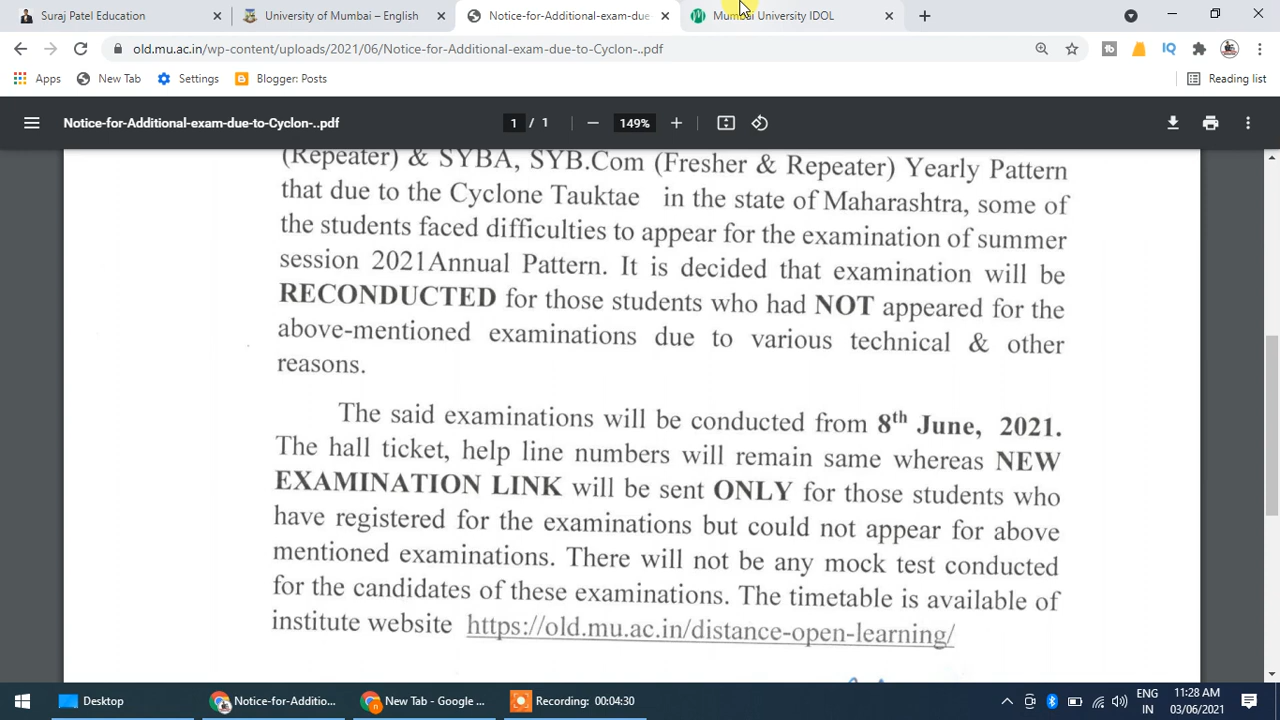 Suraj Patel Education
University of Mumbai – English
Notice-for-Additional-exam-due
Mumbai University IDOL
old.mu.ac.in/wp-content/uploads/2021/06/Notice-for-Additional-exam-due-to-Cyclon-..pdf
Apps
New Tab
Settings
Blogger: Posts
Reading list
Notice-for-Additional-exam-due-to-Cyclon-..pdf
1 / 1
149%
(Repeater) & SYBA, SYB.Com (Fresher & Repeater) Yearly Pattern
that due to the Cyclone Tauktae in the state of Maharashtra, some of
the students faced difficulties to appear for the examination of summer
session 2021Annual Pattern. It is decided that examination will be
RECONDUCTED for those students who had NOT appeared for the
above-mentioned examinations due to various technical & other
reasons.
The said examinations will be conducted from 8th June, 2021.
The hall ticket, help line numbers will remain same whereas NEW
EXAMINATION LINK will be sent ONLY for those students who
have registered for the examinations but could not appear for above
mentioned examinations. There will not be any mock test conducted
for the candidates of these examinations. The timetable is available of
institute website https://old.mu.ac.in/distance-open-learning/
Desktop
Notice-for-Additio...
New Tab - Google ...
Recording: 00:04:30
ENG
IN
11:28 AM
03/06/2021